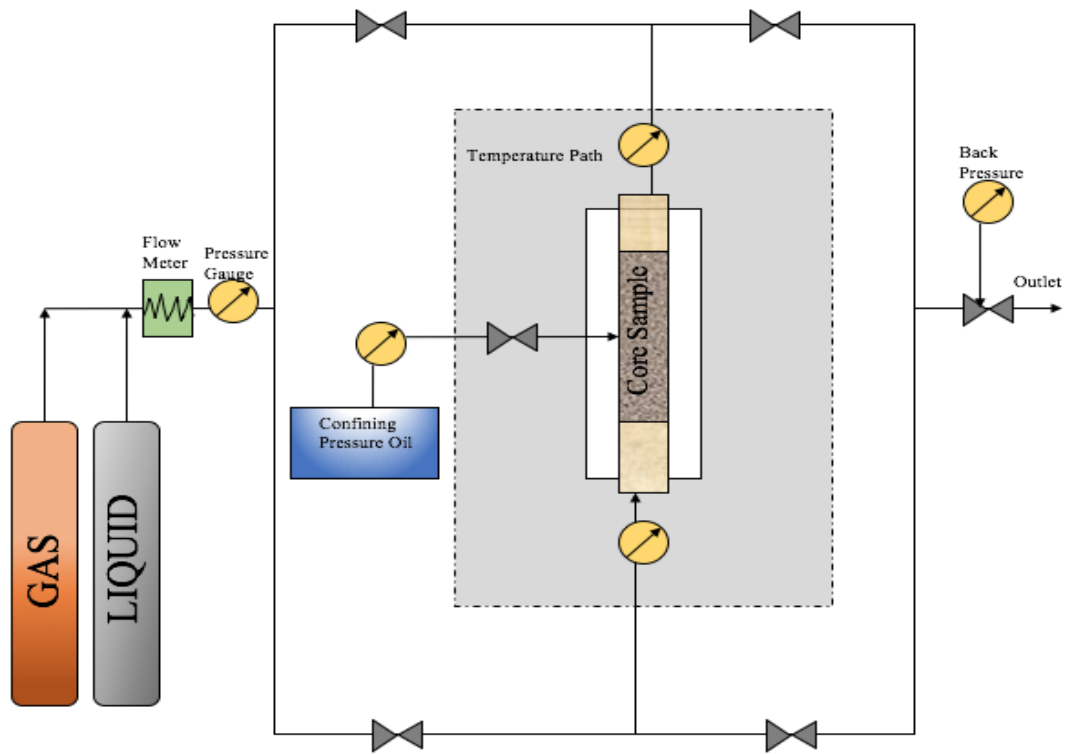 Temperature Path
Back
Pressure
Flow
Meter
Pressure
Gauge
Outlet
Core Sample
Confining
Pressure Oil
GAS
LIQUID